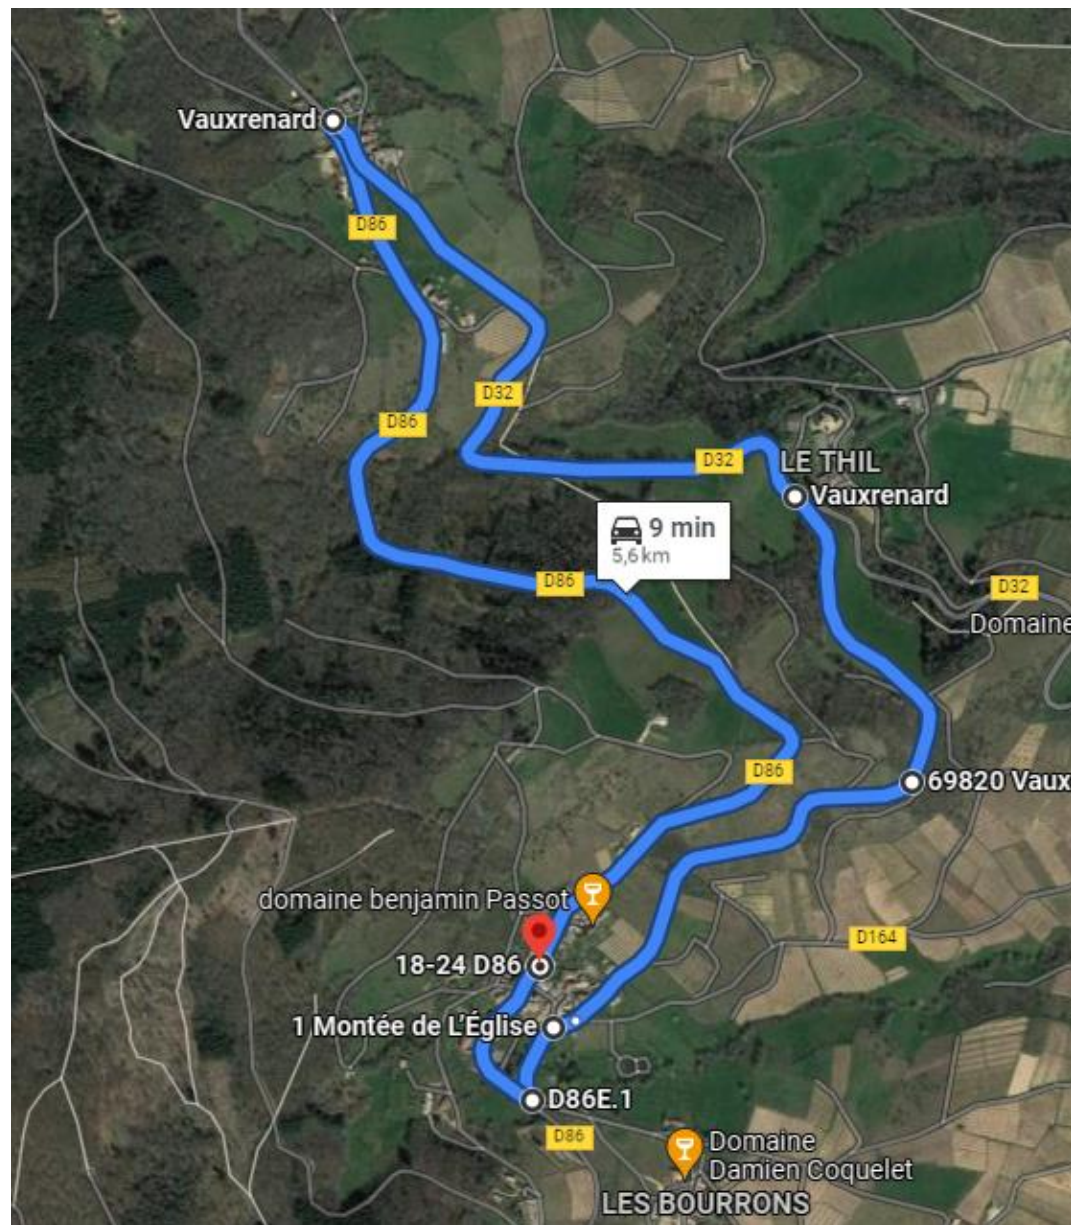 Vauxrenard
D86
D32
D86
D32
LE THIL
Vauxrenard
9 min
5,6 km
D86
D32
Domaine
D86
69820 Vaux
domaine benjamin Passot
D164
18-24 D86
1 Montée de L'Église
D86E.1
D86
Domaine
Damien Coquelet
LES BOURRONS